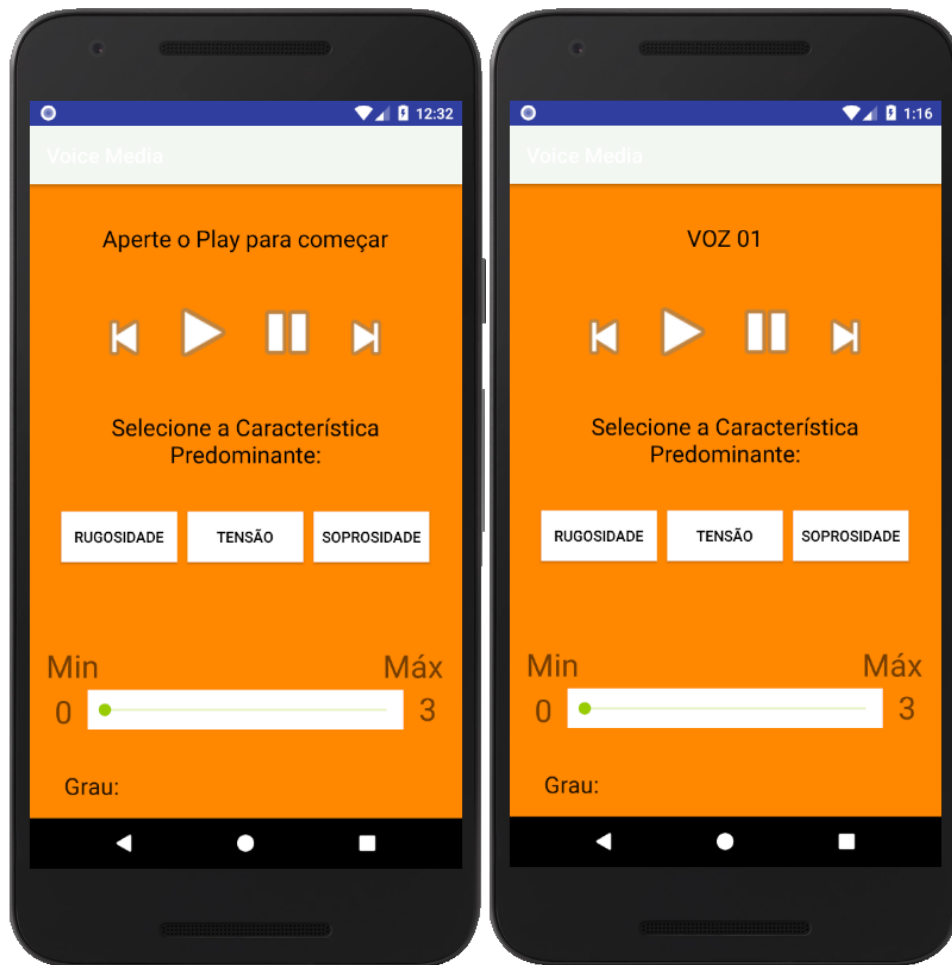 12:32
Voice Media
Aperte o Play para começar
Selecione a Característica
Predominante:
RUGOSIDADE TENSÃO SOPROSIDADE
Min Máx
0 3
Grau:
1:16
Voice Media
VOZ 01
Selecione a Característica
Predominante:
RUGOSIDADE TENSÃO SOPROSIDADE
Min Máx
0 3
Grau: